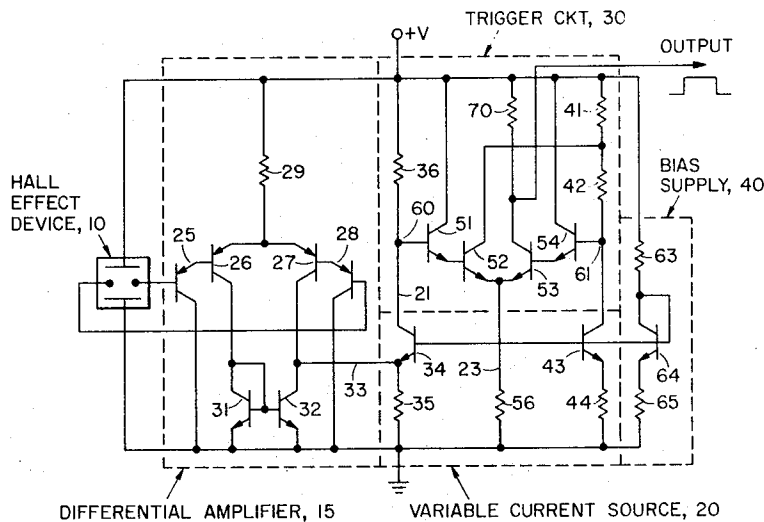 TRIGGER CKT, 30
+V
OUTPUT
70
41
36
29
42
BIAS
SUPPLY, 40
HALL
EFFECT
DEVICE, 10
60
51
54
25
28
52
61
63
26
27
53
21
34
23
43
64
33
31
32
35
56
44
65
DIFFERENTIAL AMPLIFIER, 15
VARIABLE CURRENT SOURCE, 20